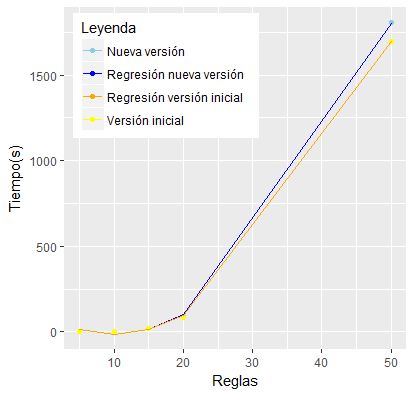 Leyenda
Nueva versión
Regresión nueva versión
Regresión versión inicial
Versión inicial
1500
1000
500
0
Tiempo(s)
10 20 30 40 50
Reglas